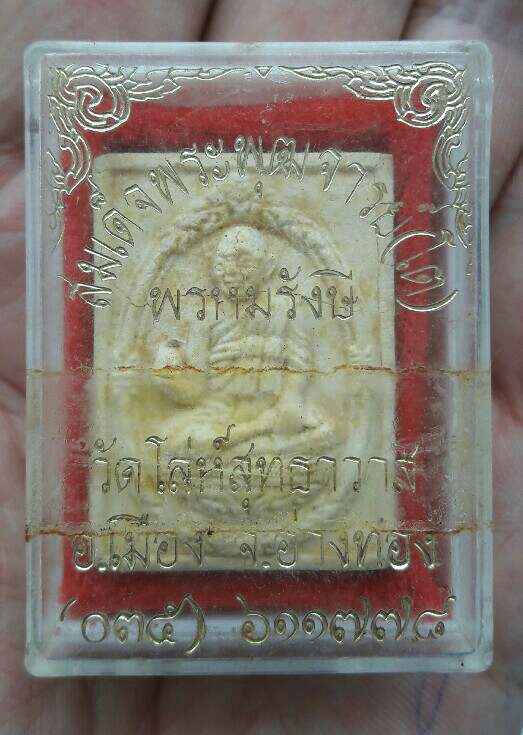 สมเด็จพระพุฒจารย์(โต)
พรหมรังษี
วัดโล่ห์สุทธาวาส
อ.เมือง จ.อ่างทอง
(๐๓๕) ๖๑๑๗๗๘